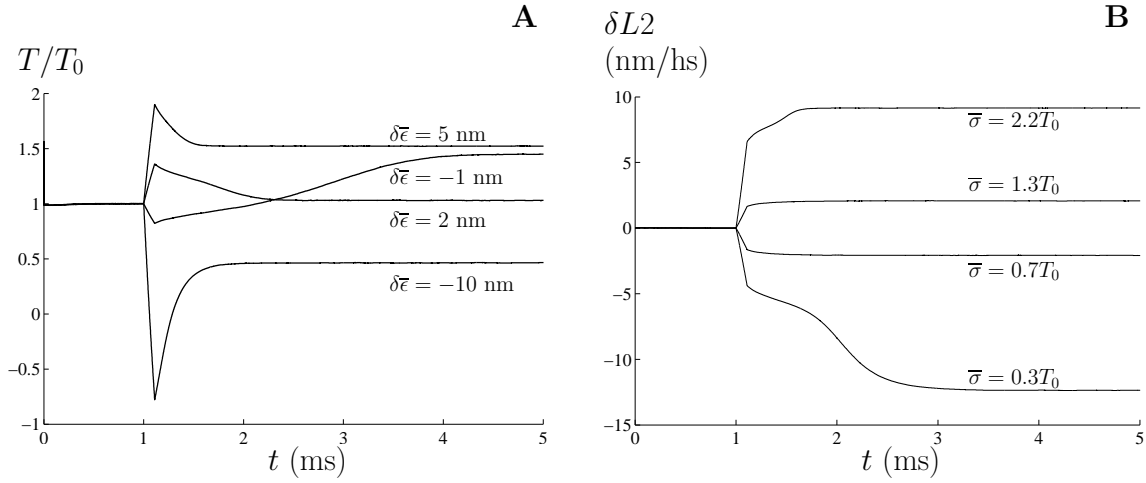 A
T/T₀
2
1.5
1
0.5
0
−0.5
−1
δε̅ = 5 nm
δε̅ = −1 nm
δε̅ = 2 nm
δε̅ = −10 nm
0 1 2 3 4 5
t (ms)
B
δL2
(nm/hs)
10
5
0
−5
−10
−15
σ̅ = 2.2T₀
σ̅ = 1.3T₀
σ̅ = 0.7T₀
σ̅ = 0.3T₀
0 1 2 3 4 5
t (ms)